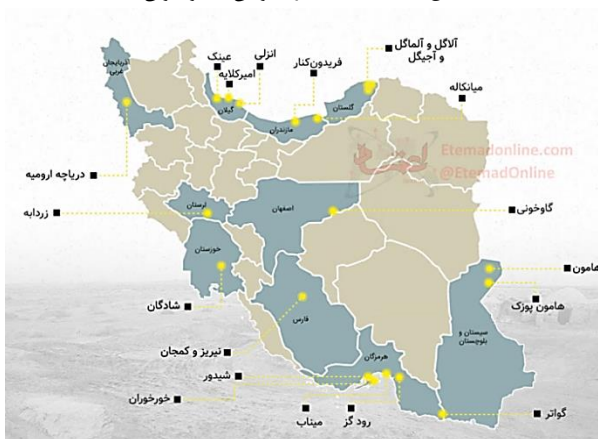 آلاگل و آلماگل
و آجیگل
عینک
انزلی
امیرکلایه
فریدون‌کنار
میانکاله
آذربایجان
غربی
گیلان
مازندران
گلستان
Etemadonline.com
@EtemadOnline
دریاچه ارومیه
زردابه
لرستان
اصفهان
گاوخونی
خوزستان
هامون
هامون پوزک
شادگان
فارس
سیستان و
بلوچستان
نیریز و کمجان
هرمزگان
شیدور
خورخوران
میناب
رود گز
گواتر